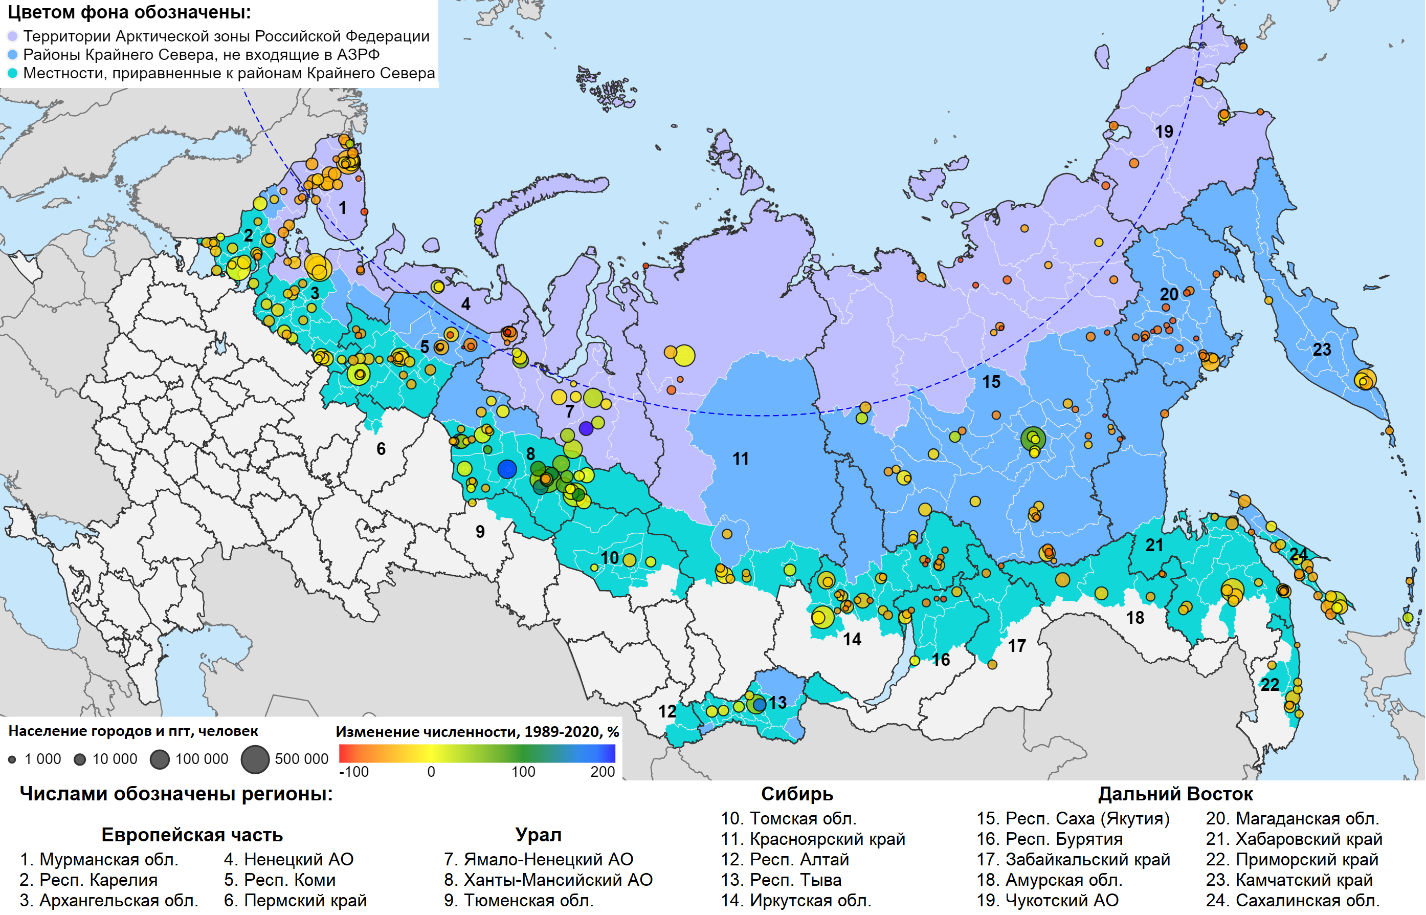 Цветом фона обозначены:
Территории Арктической зоны Российской Федерации
Районы Крайнего Севера, не входящие в АЗРФ
Местности, приравненные к районам Крайнего Севера
1
2
3
4
5
6
7
8
9
10
11
12
13
14
15
16
17
18
19
20
21
22
23
24
Население городов и пгт, человек
1 000
10 000
100 000
500 000
Изменение численности, 1989-2020, %
-100
0
100
200
Числами обозначены регионы:
Европейская часть
1. Мурманская обл.
2. Респ. Карелия
3. Архангельская обл.
4. Ненецкий АО
5. Респ. Коми
6. Пермский край
Урал
7. Ямало-Ненецкий АО
8. Ханты-Мансийский АО
9. Тюменская обл.
Сибирь
10. Томская обл.
11. Красноярский край
12. Респ. Алтай
13. Респ. Тыва
14. Иркутская обл.
Дальний Восток
15. Респ. Саха (Якутия)
16. Респ. Бурятия
17. Забайкальский край
18. Амурская обл.
19. Чукотский АО
20. Магаданская обл.
21. Хабаровский край
22. Приморский край
23. Камчатский край
24. Сахалинская обл.